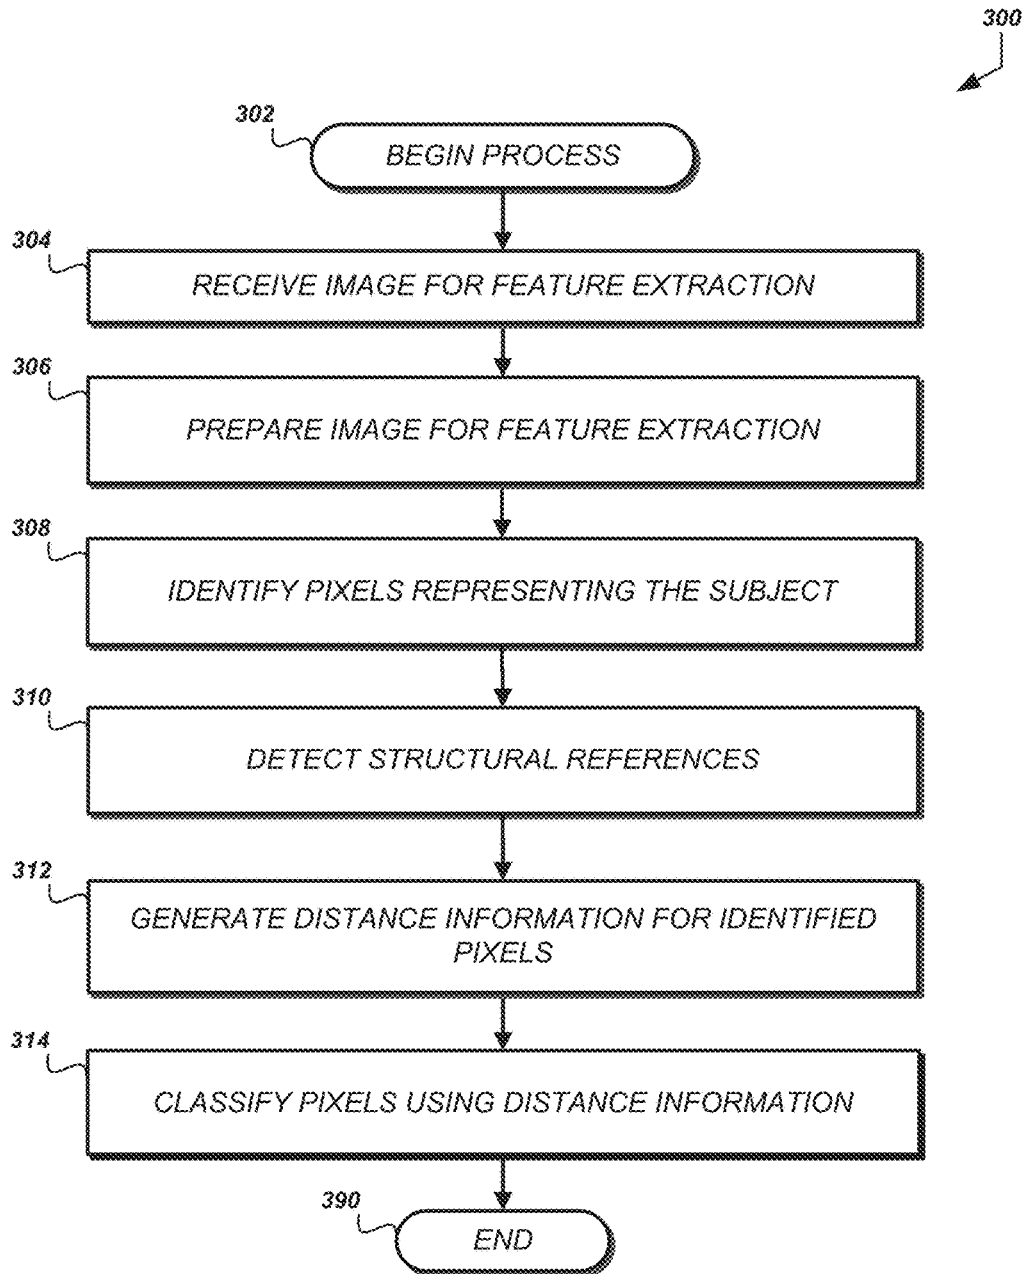 300
302
BEGIN PROCESS
304
RECEIVE IMAGE FOR FEATURE EXTRACTION
306
PREPARE IMAGE FOR FEATURE EXTRACTION
308
IDENTIFY PIXELS REPRESENTING THE SUBJECT
310
DETECT STRUCTURAL REFERENCES
312
GENERATE DISTANCE INFORMATION FOR IDENTIFIED
PIXELS
314
CLASSIFY PIXELS USING DISTANCE INFORMATION
390
END